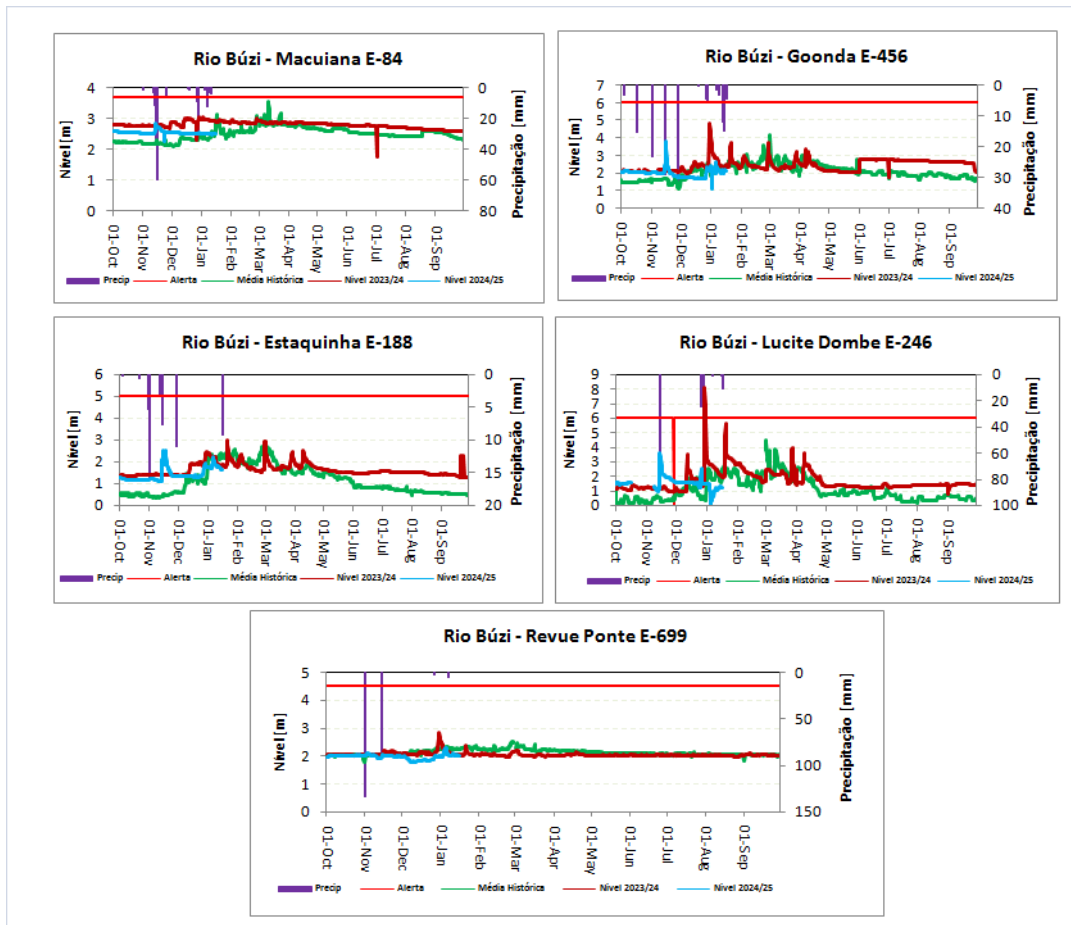 Rio Búzi - Macuiana E-84
4
3
2
1
0
Nível [m]
0
20
40
60
80
Precipitação [mm]
01-Oct
01-Nov
01-Dec
01-Jan
01-Feb
01-Mar
01-Apr
01-May
01-Jun
01-Jul
01-Aug
01-Sep
Precip Alerta Média Histórica Nivel 2023/24 Nivel 2024/25
Rio Búzi - Goonda E-456
7
6
5
4
3
2
1
0
Nível [m]
0
10
20
30
40
Precipitação [mm]
01-Oct
01-Nov
01-Dec
01-Jan
01-Feb
01-Mar
01-Apr
01-May
01-Jun
01-Jul
01-Aug
01-Sep
Precip Alerta Média Histórica Nivel 2023/24 Nivel 2024/25
Rio Búzi - Estaquinha E-188
6
5
4
3
2
1
0
Nível [m]
0
5
10
15
20
Precipitação [mm]
01-Oct
01-Nov
01-Dec
01-Jan
01-Feb
01-Mar
01-Apr
01-May
01-Jun
01-Jul
01-Aug
01-Sep
Precip Alerta Média Histórica Nivel 2023/24 Nivel 2024/25
Rio Búzi - Lucite Dombe E-246
9
8
7
6
5
4
3
2
1
0
Nível [m]
0
20
40
60
80
100
Precipitação [mm]
01-Oct
01-Nov
01-Dec
01-Jan
01-Feb
01-Mar
01-Apr
01-May
01-Jun
01-Jul
01-Aug
01-Sep
Precip Alerta Média Histórica Nivel 2023/24 Nivel 2024/25
Rio Búzi - Revue Ponte E-699
5
4
3
2
1
0
Nível [m]
0
50
100
150
Precipitação [mm]
01-Oct
01-Nov
01-Dec
01-Jan
01-Feb
01-Mar
01-Apr
01-May
01-Jun
01-Jul
01-Aug
01-Sep
Precip Alerta Média Histórica Nivel 2023/24 Nivel 2024/25